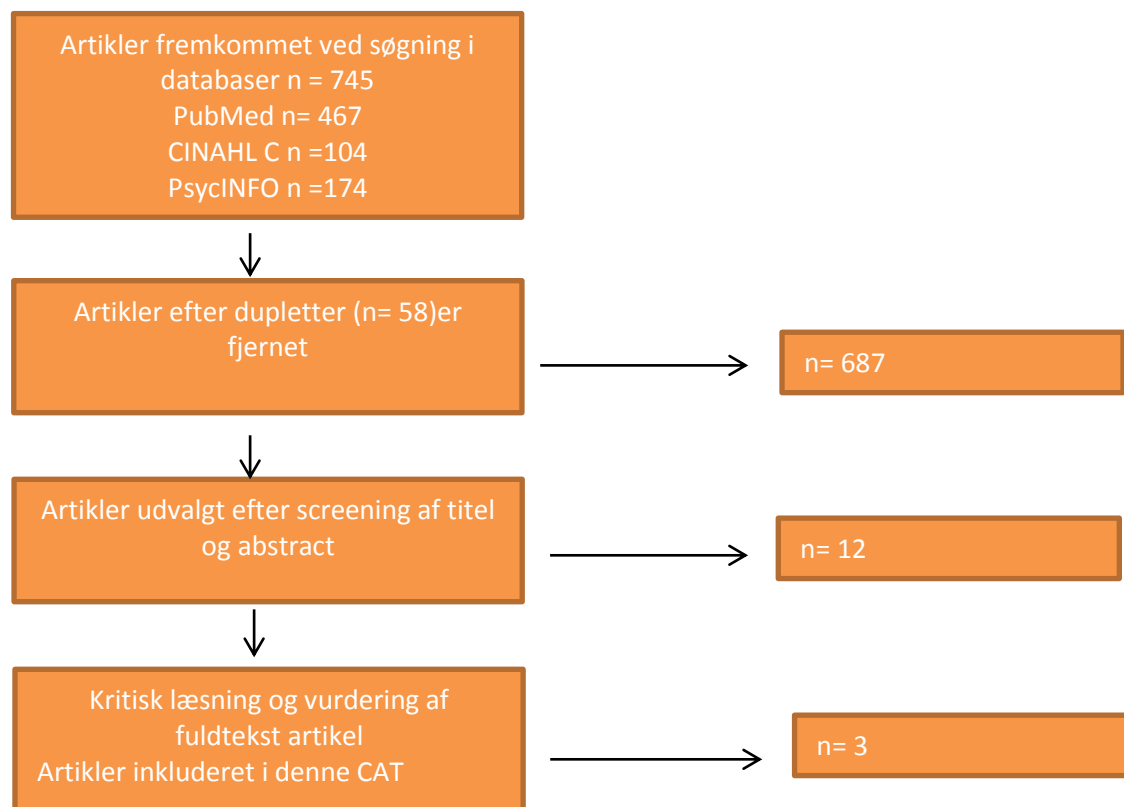 Artikler fremkommet ved søgning i
databaser n = 745
PubMed n= 467
CINAHL C n =104
PsycINFO n =174
Artikler efter dupletter (n= 58)er
fjernet
n= 687
Artikler udvalgt efter screening af titel
og abstract
n= 12
Kritisk læsning og vurdering af
fuldtekst artikel
Artikler inkluderet i denne CAT
n= 3